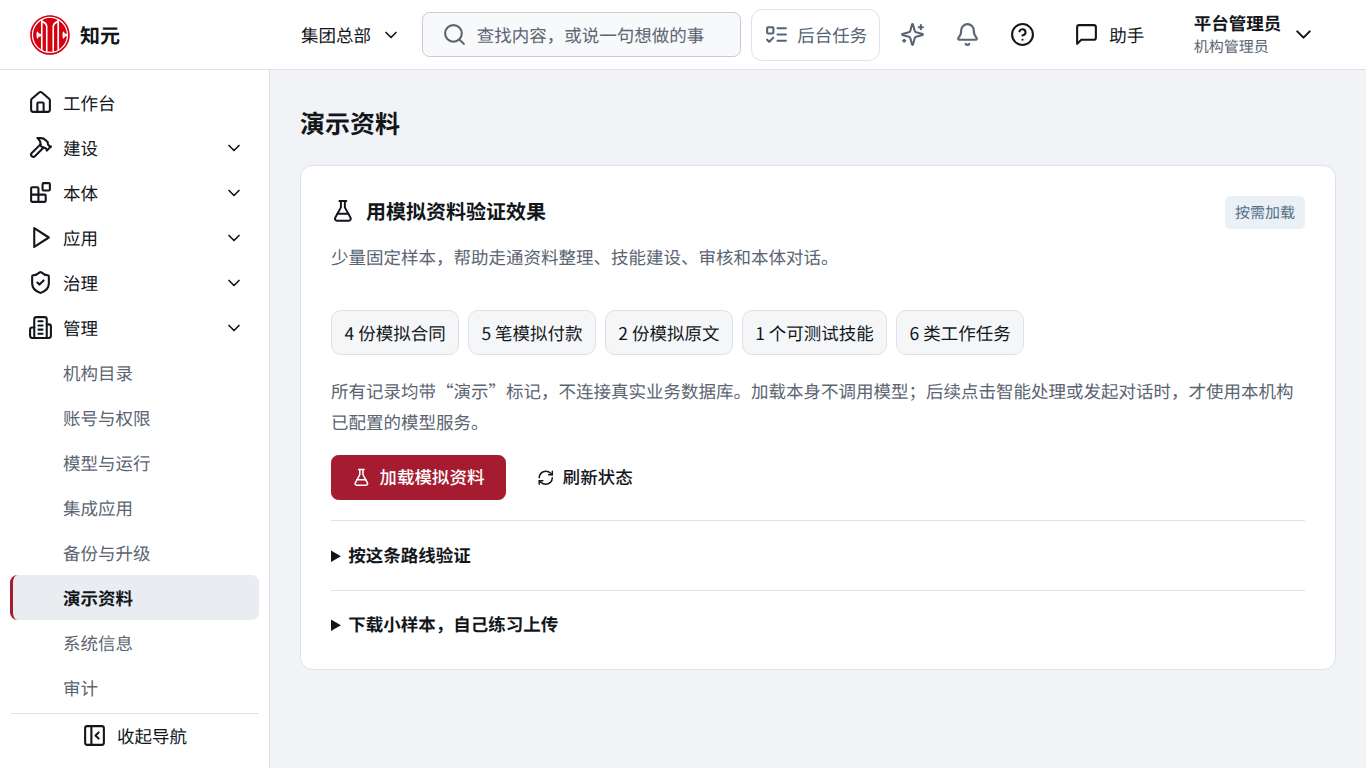 知元
集团总部
查找内容，或说一句想做的事
后台任务
助手
平台管理员
机构管理员
工作台
建设
本体
应用
治理
管理
机构目录
账号与权限
模型与运行
集成应用
备份与升级
演示资料
系统信息
审计
收起导航
演示资料
用模拟资料验证效果
按需加载
少量固定样本，帮助走通资料整理、技能建设、审核和本体对话。
4 份模拟合同
5 笔模拟付款
2 份模拟原文
1 个可测试技能
6 类工作任务
所有记录均带“演示”标记，不连接真实业务数据库。加载本身不调用模型；后续点击智能处理或发起对话时，才使用本机构
已配置的模型服务。
加载模拟资料
刷新状态
按这条路线验证
下载小样本，自己练习上传